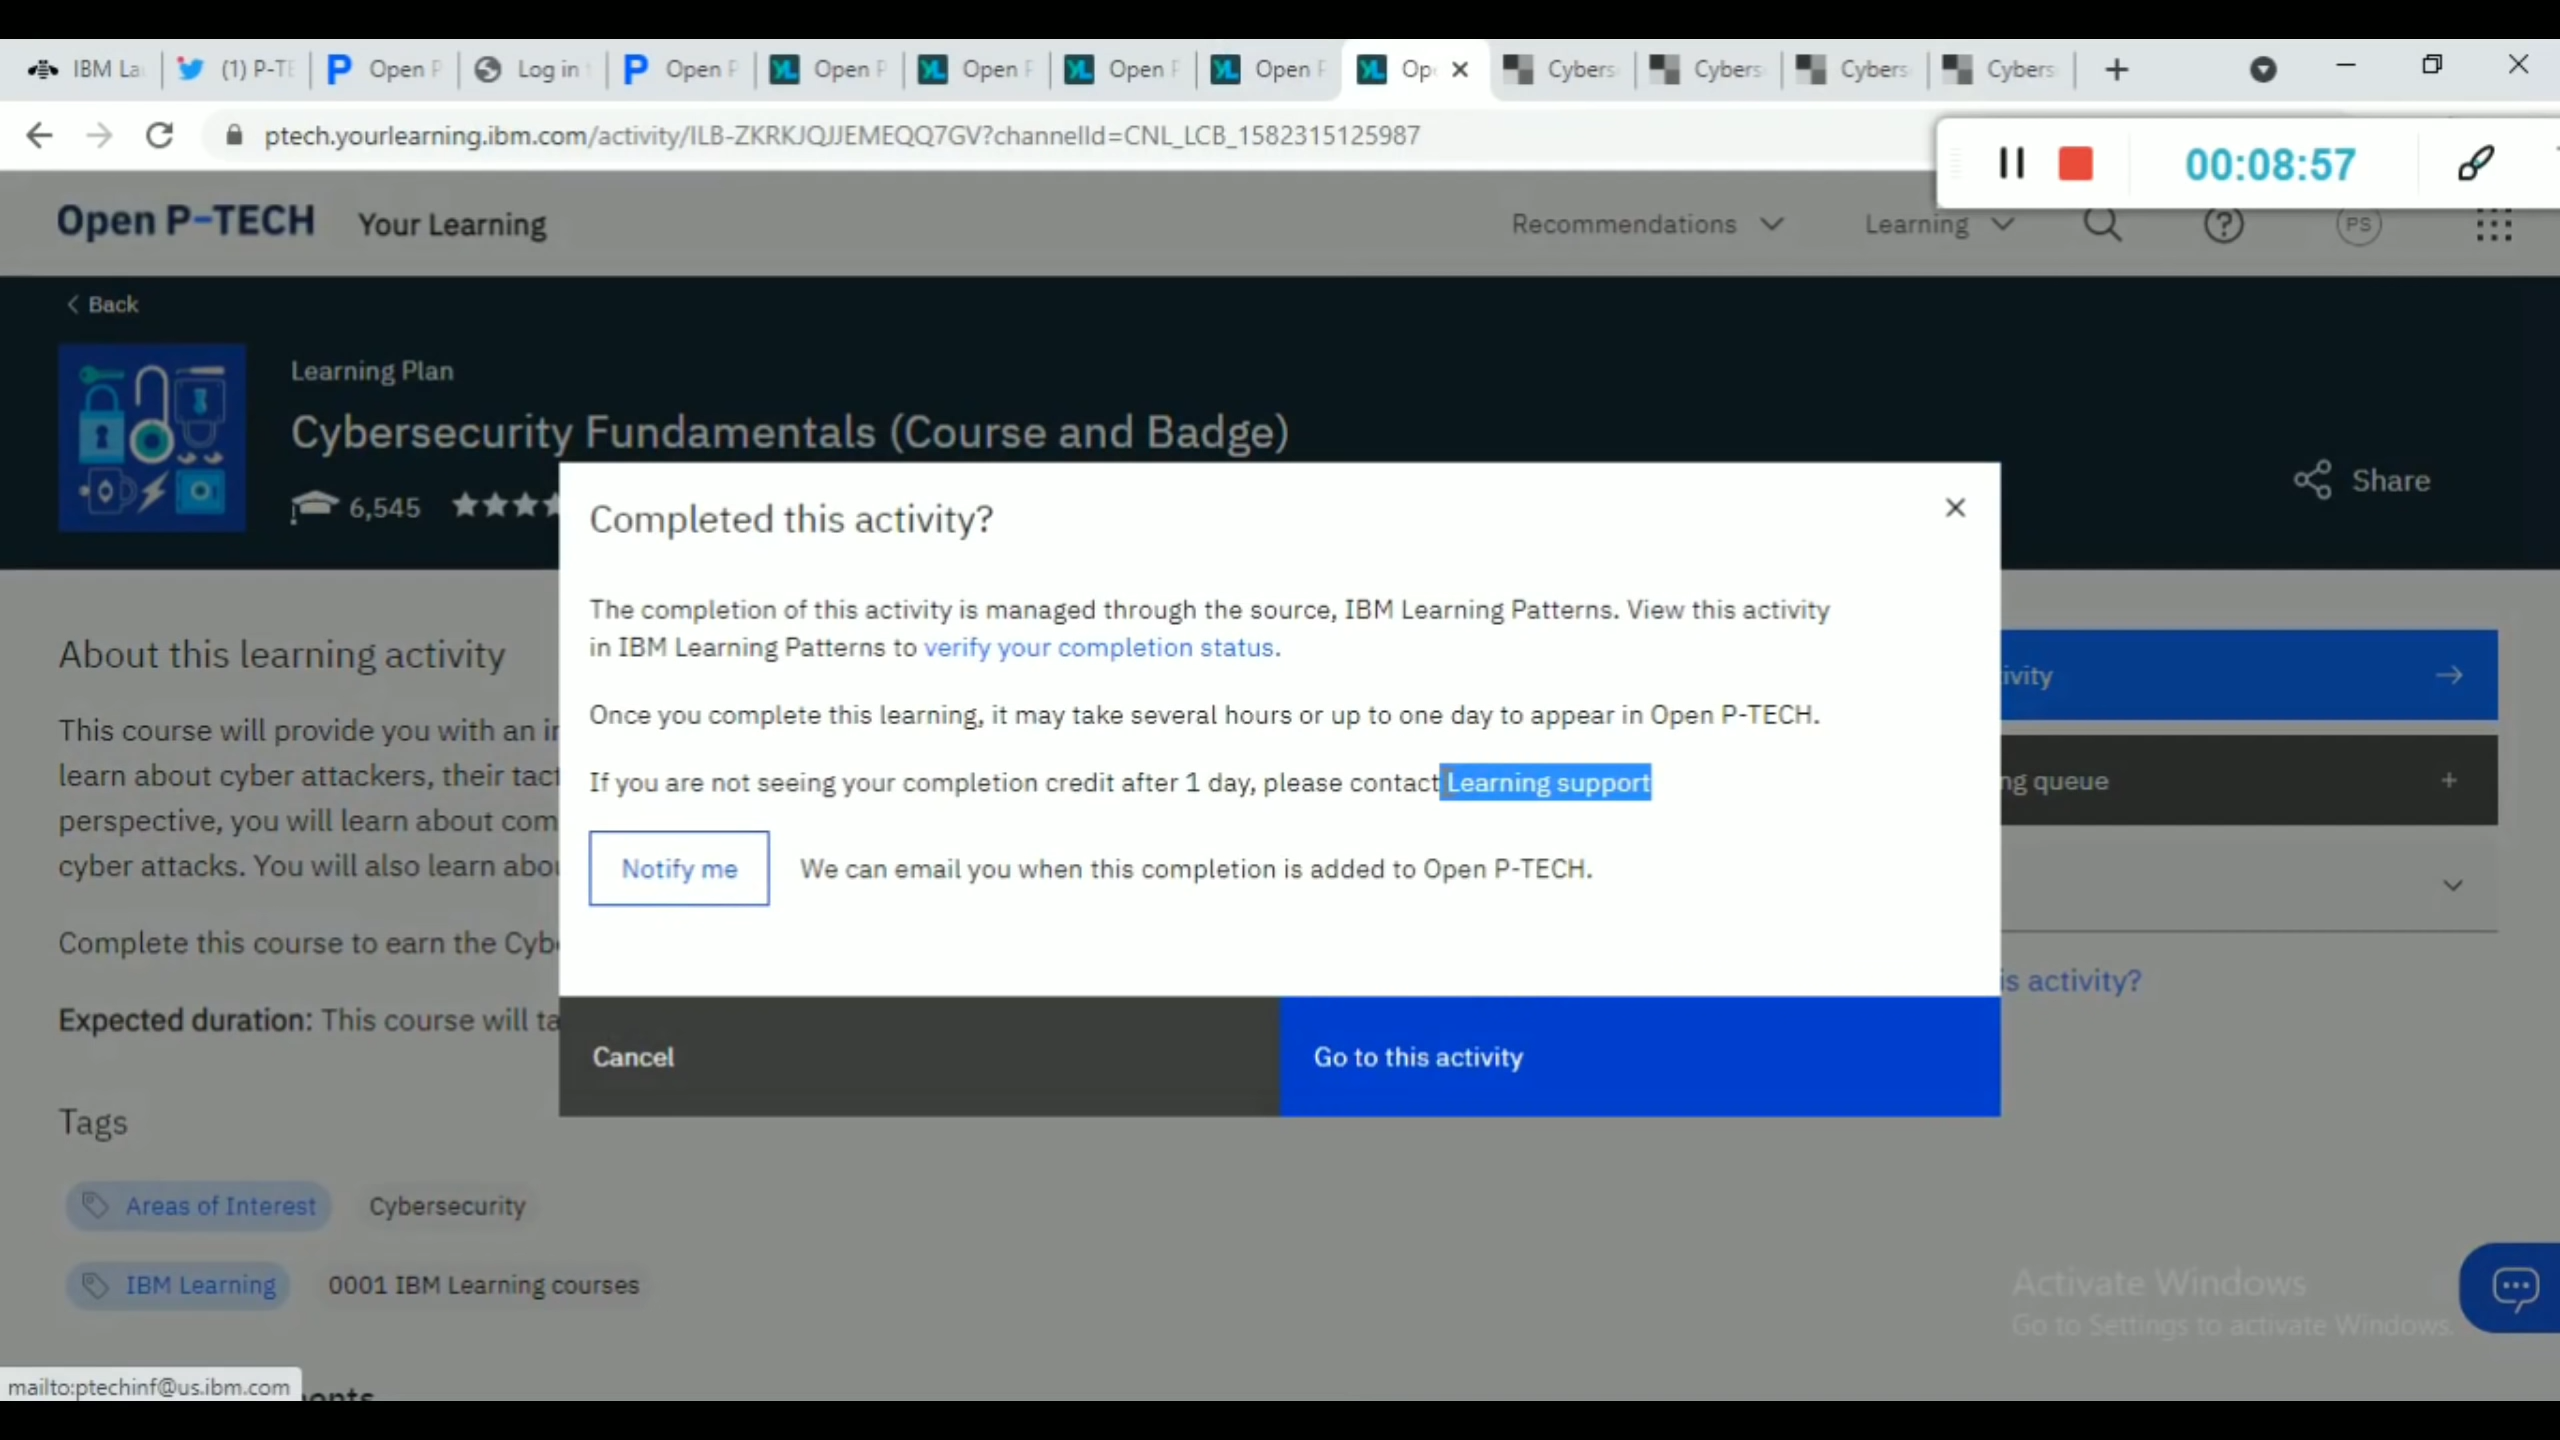 IBM La
(1) P-TE
Open P
Log in t
Open P
Open P
Open F
Open F
Open F
Op
Cybers
Cybers
Cybers
Cybers
ptech.yourlearning.ibm.com/activity/ILB-ZKRKJQJJEMEQQ7GV?channelId=CNL_LCB_1582315125987
00:08:57
Open P-TECH Your Learning
Recommendations
Learning
PS
Back
Learning Plan
Cybersecurity Fundamentals (Course and Badge)
6,545
Share
Completed this activity?
The completion of this activity is managed through the source, IBM Learning Patterns. View this activity
in IBM Learning Patterns to verify your completion status.
Once you complete this learning, it may take several hours or up to one day to appear in Open P-TECH.
If you are not seeing your completion credit after 1 day, please contact Learning support
Notify me
We can email you when this completion is added to Open P-TECH.
Cancel
Go to this activity
About this learning activity
This course will provide you with an in
learn about cyber attackers, their tact
perspective, you will learn about com
cyber attacks. You will also learn abou
Complete this course to earn the Cyb
Expected duration: This course will ta
ivity
ng queue
is activity?
Tags
Areas of Interest
Cybersecurity
IBM Learning
0001 IBM Learning courses
Activate Windows
Go to Settings to activate Windows.
mailto:ptechinf@us.ibm.com